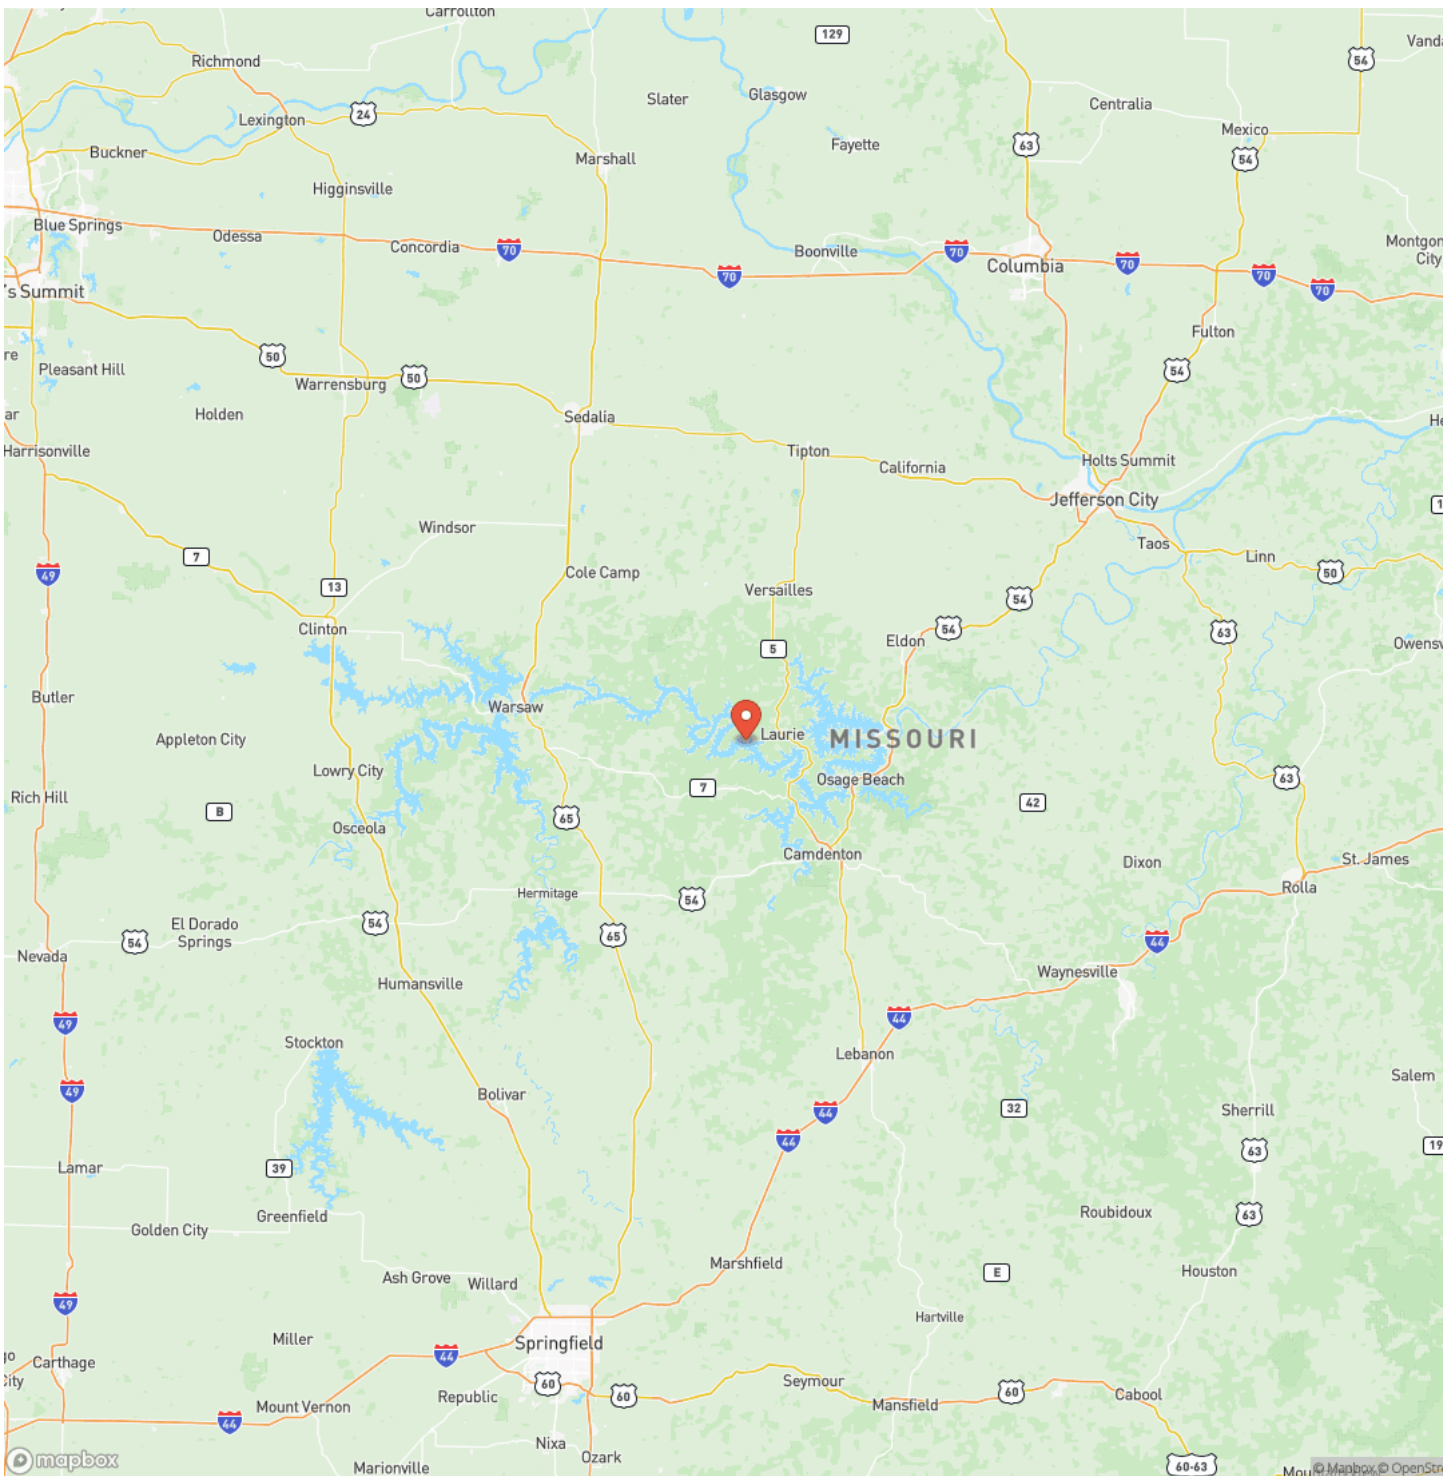 Carrollton
129
Richmond
54
Slater
Glasgow
Centralia
24
Lexington
Mexico
63
Fayette
54
Buckner
Marshall
Higginsville
Blue Springs
Odessa
Concordia
70
Boonville
70
Columbia
70
70
Montgom
City
70
70
's Summit
Fulton
50
Pleasant Hill
54
50
Warrensburg
Holden
Sedalia
Harrisonville
Tipton
California
Holts Summit
Jefferson City
Windsor
Taos
7
Linn
Cole Camp
49
50
13
Versailles
54
Clinton
54
63
Eldon
5
Owensv
Butler
Warsaw
Laurie
MISSOURI
Appleton City
Lowry City
Osage Beach
63
Rich Hill
7
42
B
65
Osceola
Camdenton
Dixon
St. James
Rolla
Hermitage
54
El Dorado
Springs
54
65
54
44
Nevada
Waynesville
Humansville
49
44
Stockton
Lebanon
49
Bolivar
Salem
32
Sherrill
44
44
19
63
39
Lamar
Roubidoux
63
Greenfield
Golden City
Marshfield
E
Houston
Ash Grove
Willard
49
Hartville
Miller
Springfield
44
go
City
Carthage
Seymour
60
60
60
Cabool
Republic
Mansfield
Mount Vernon
44
Nixa
Ozark
Marionville
60-63
mapbox
© Mapbox © OpenStre